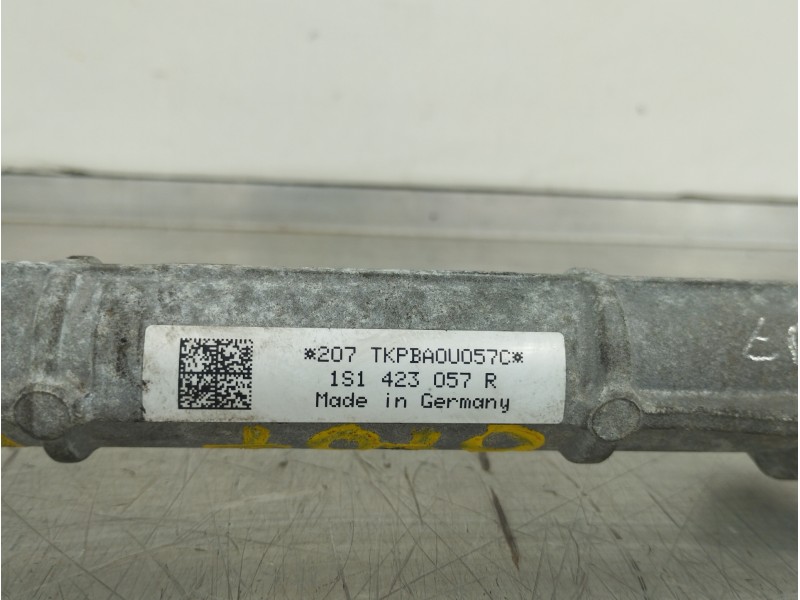 *207 TKPBA0U057C*
1S1 423 057 R
Made in Germany